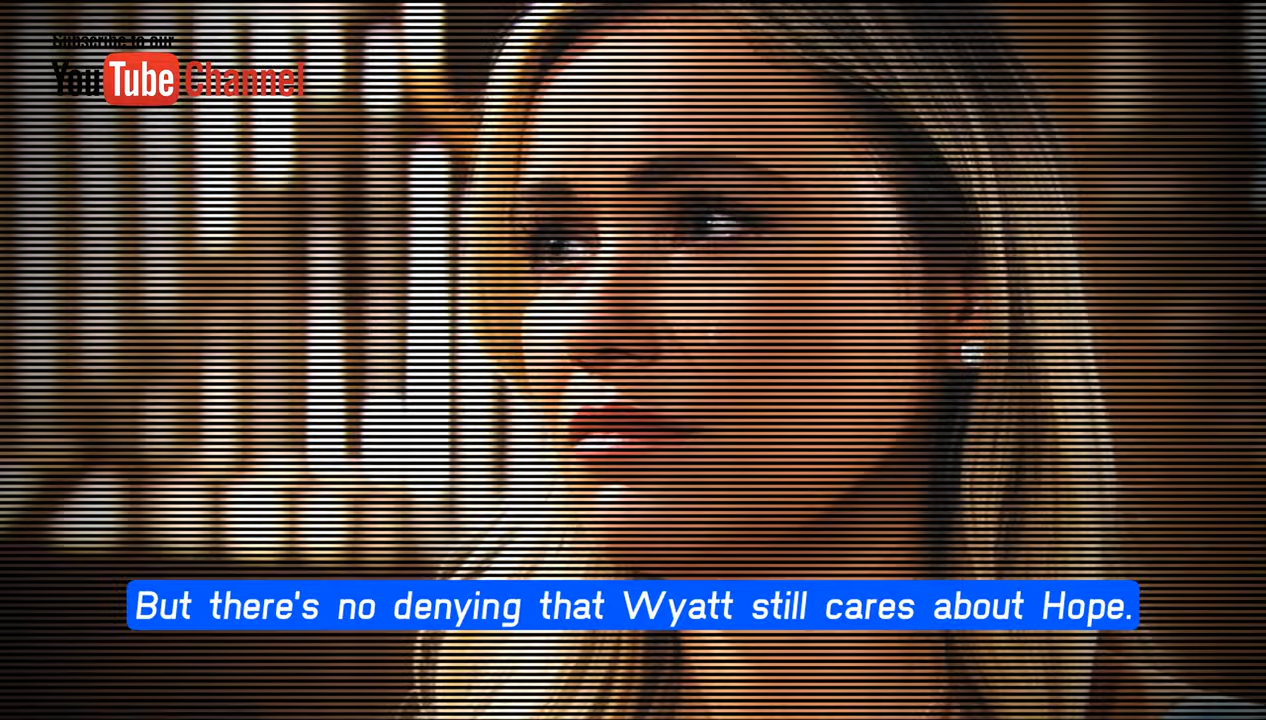 Subscribe to our
YouTube Channel
But there's no denying that Wyatt still cares about Hope.